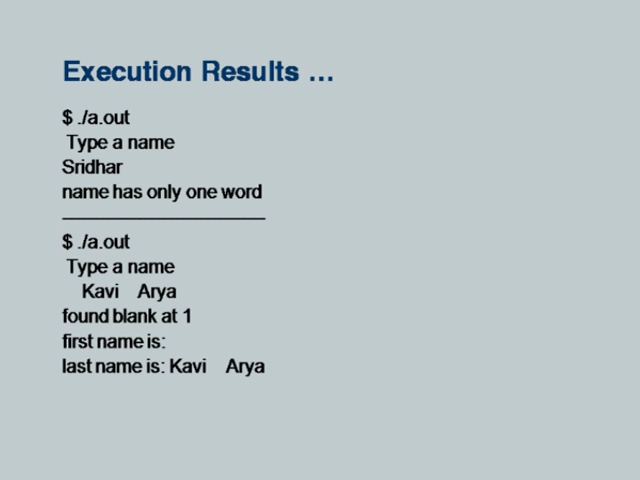 Execution Results ...
$ ./a.out
Type a name
Sridhar
name has only one word
$ ./a.out
Type a name
Kavi Arya
found blank at 1
first name is:
last name is: Kavi Arya